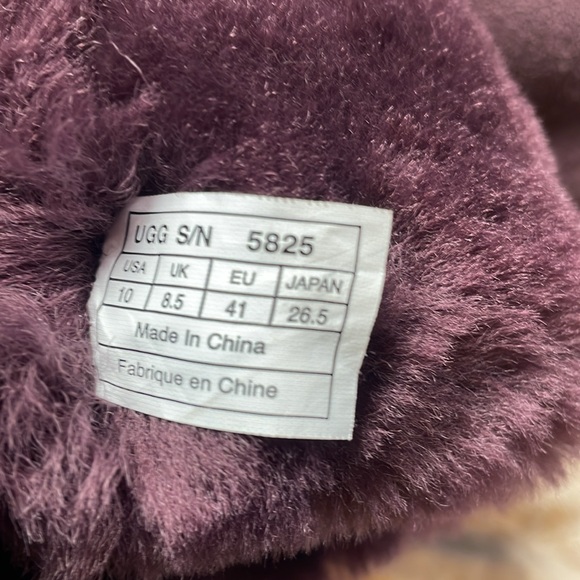 UGG S/N 5825
USA UK EU JAPAN
10 8.5 41 26.5
Made In China
Fabrique en Chine